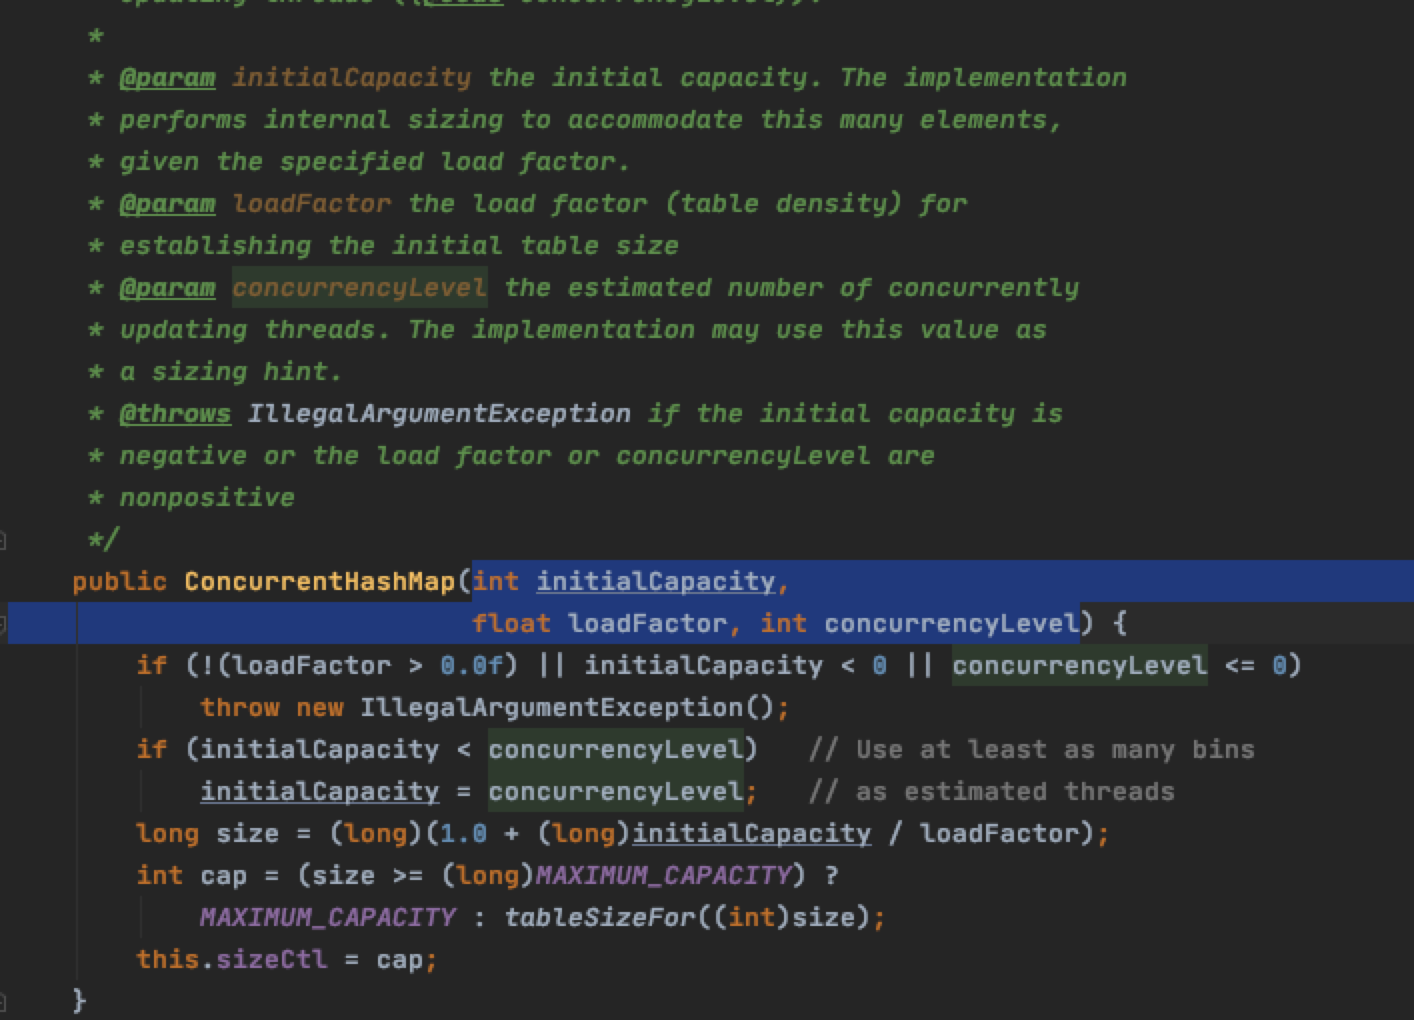 *
* @param initialCapacity the initial capacity. The implementation
* performs internal sizing to accommodate this many elements,
* given the specified load factor.
* @param loadFactor the load factor (table density) for
* establishing the initial table size
* @param concurrencyLevel the estimated number of concurrently
* updating threads. The implementation may use this value as
* a sizing hint.
* @throws IllegalArgumentException if the initial capacity is
* negative or the load factor or concurrencyLevel are
* nonpositive
*/
public ConcurrentHashMap(int initialCapacity,
float loadFactor, int concurrencyLevel) {
if (!(loadFactor > 0.0f) || initialCapacity < 0 || concurrencyLevel <= 0)
throw new IllegalArgumentException();
if (initialCapacity < concurrencyLevel)   // Use at least as many bins
initialCapacity = concurrencyLevel;   // as estimated threads
long size = (long)(1.0 + (long)initialCapacity / loadFactor);
int cap = (size >= (long)MAXIMUM_CAPACITY) ?
MAXIMUM_CAPACITY : tableSizeFor((int)size);
this.sizeCtl = cap;
}